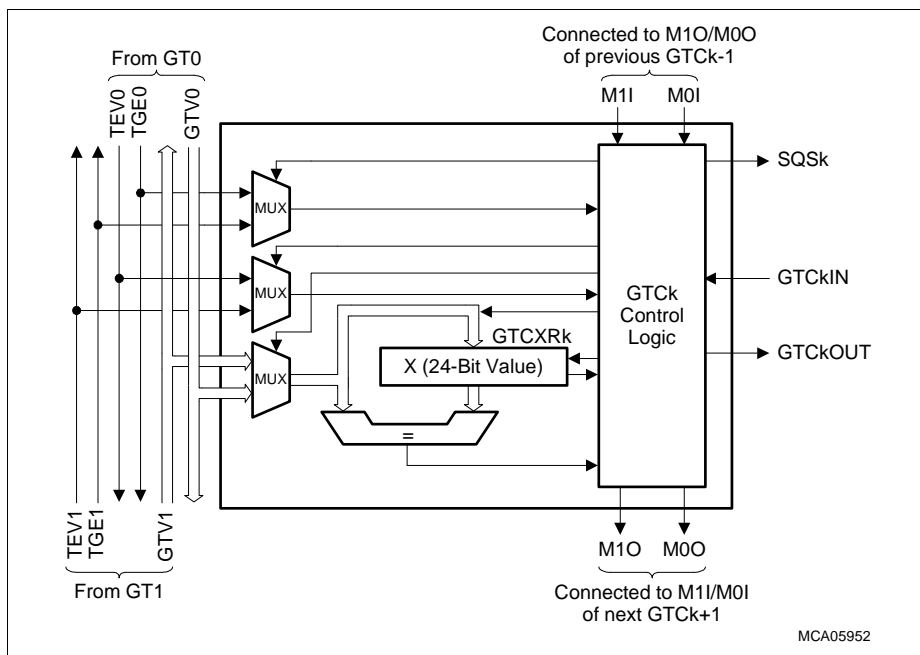 Connected to M1O/M0O
of previous GTCk-1
From GT0
M1I
M0I
TEV0
TGE0
GTV0
SQSk
MUX
MUX
GTCkIN
GTCk
Control
Logic
GTCXRk
GTCkOUT
MUX
X (24-Bit Value)
=
TEV1
TGE1
GTV1
M1O
M0O
From GT1
Connected to M1I/M0I
of next GTCk+1
MCA05952